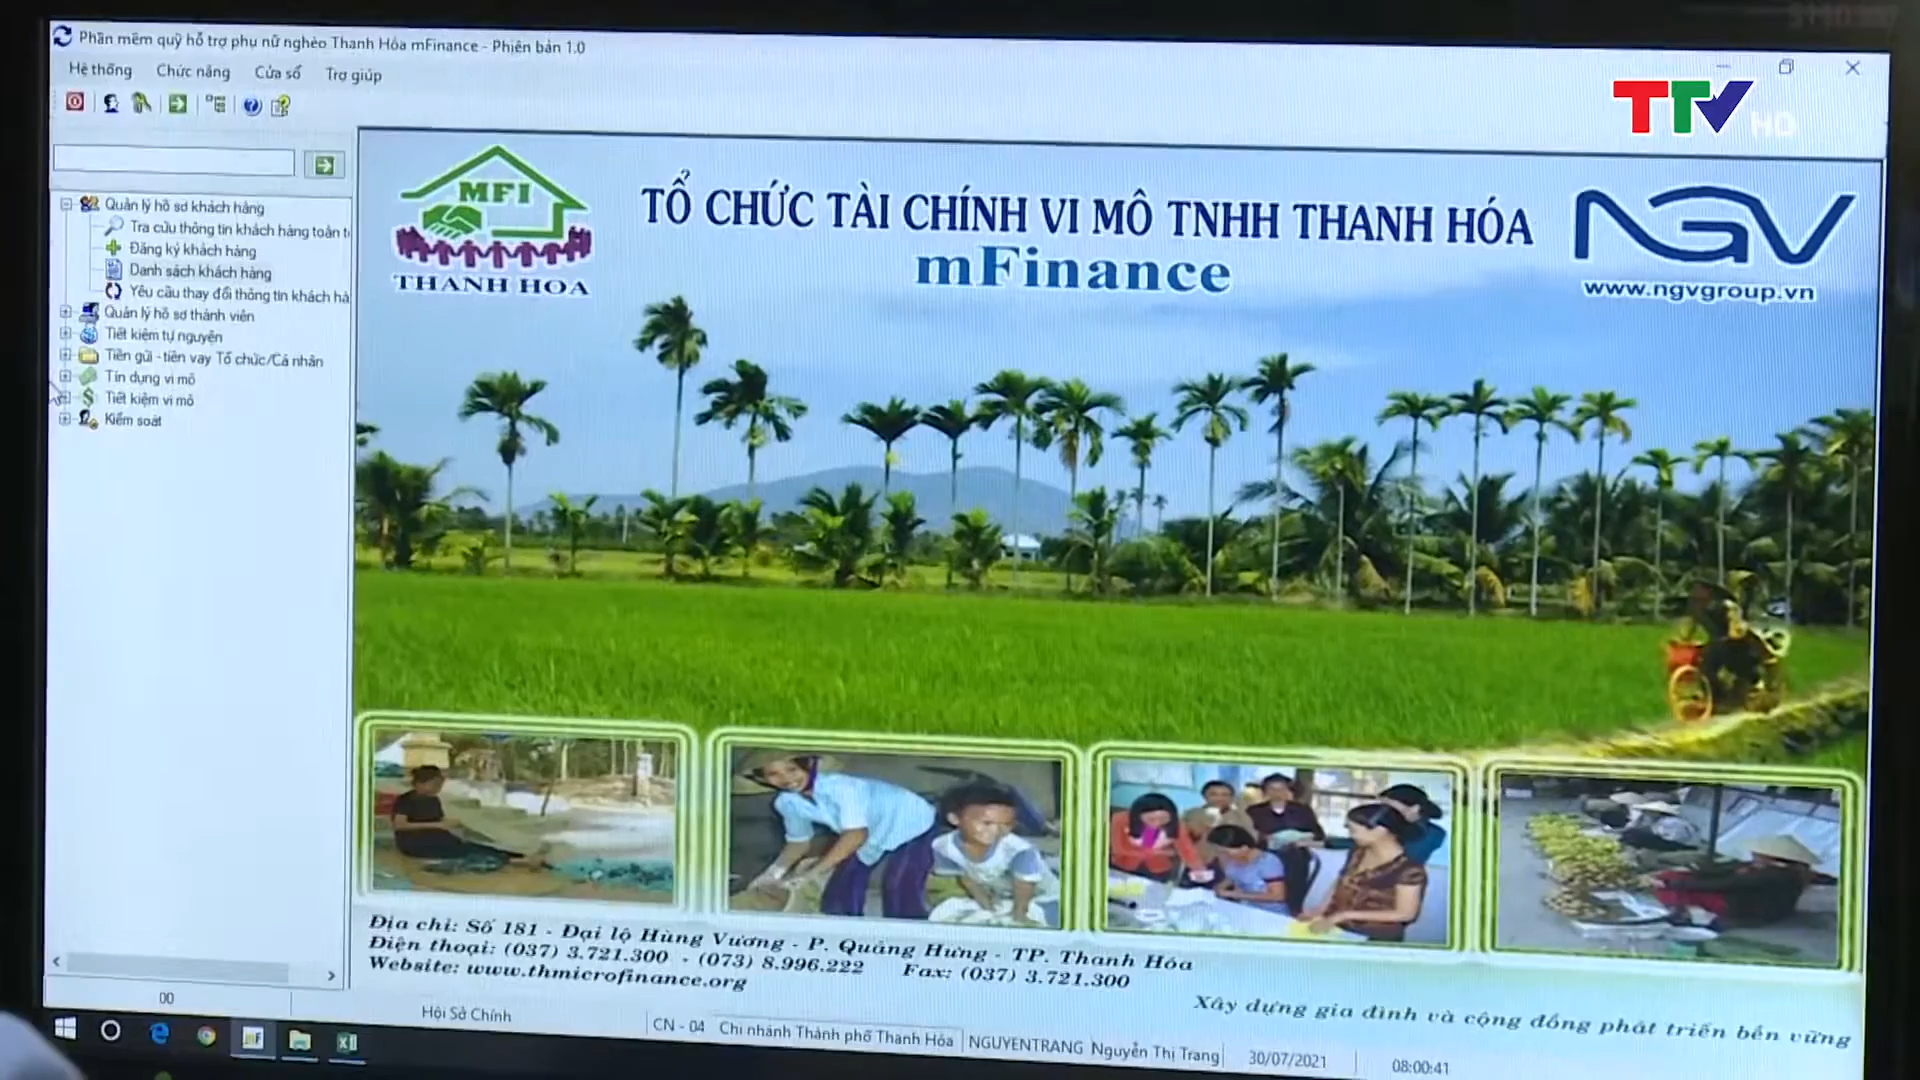 Phần mềm quỹ hỗ trợ phụ nữ nghèo Thanh Hóa mFinance - Phiên bản 1.0
Hệ thống Chức năng Cửa sổ Trợ giúp
TTV HD
MFI
THANH HOA
TỔ CHỨC TÀI CHÍNH VI MÔ TNHH THANH HÓA
mFinance
NGV
www.ngvgroup.vn
Quản lý hồ sơ khách hàng
Tra cứu thông tin khách hàng toàn
Đăng ký khách hàng
Danh sách khách hàng
Yêu cầu thay đổi thông tin khách hà
Quản lý hồ sơ thành viên
Tiết kiệm tự nguyện
Tiền gửi - tiền vay Tổ chức/Cá nhân
Tín dụng vi mô
Tiết kiệm vi mô
Kiểm soát
Địa chỉ: Số 181 - Đại lộ Hùng Vương - P. Quảng Hưng - TP. Thanh Hóa
Điện thoại: (037) 3.721.300 - (073) 8.996.222 Fax: (037) 3.721.300
Website: www.thmicrofinance.org
Xây dựng gia đình và cộng đồng phát triển bền vững
00 Hội Sở Chính CN - 04 Chi nhánh Thành phố Thanh Hóa NGUYENTRANG Nguyễn Thị Trang 30/07/2021 08:00:41